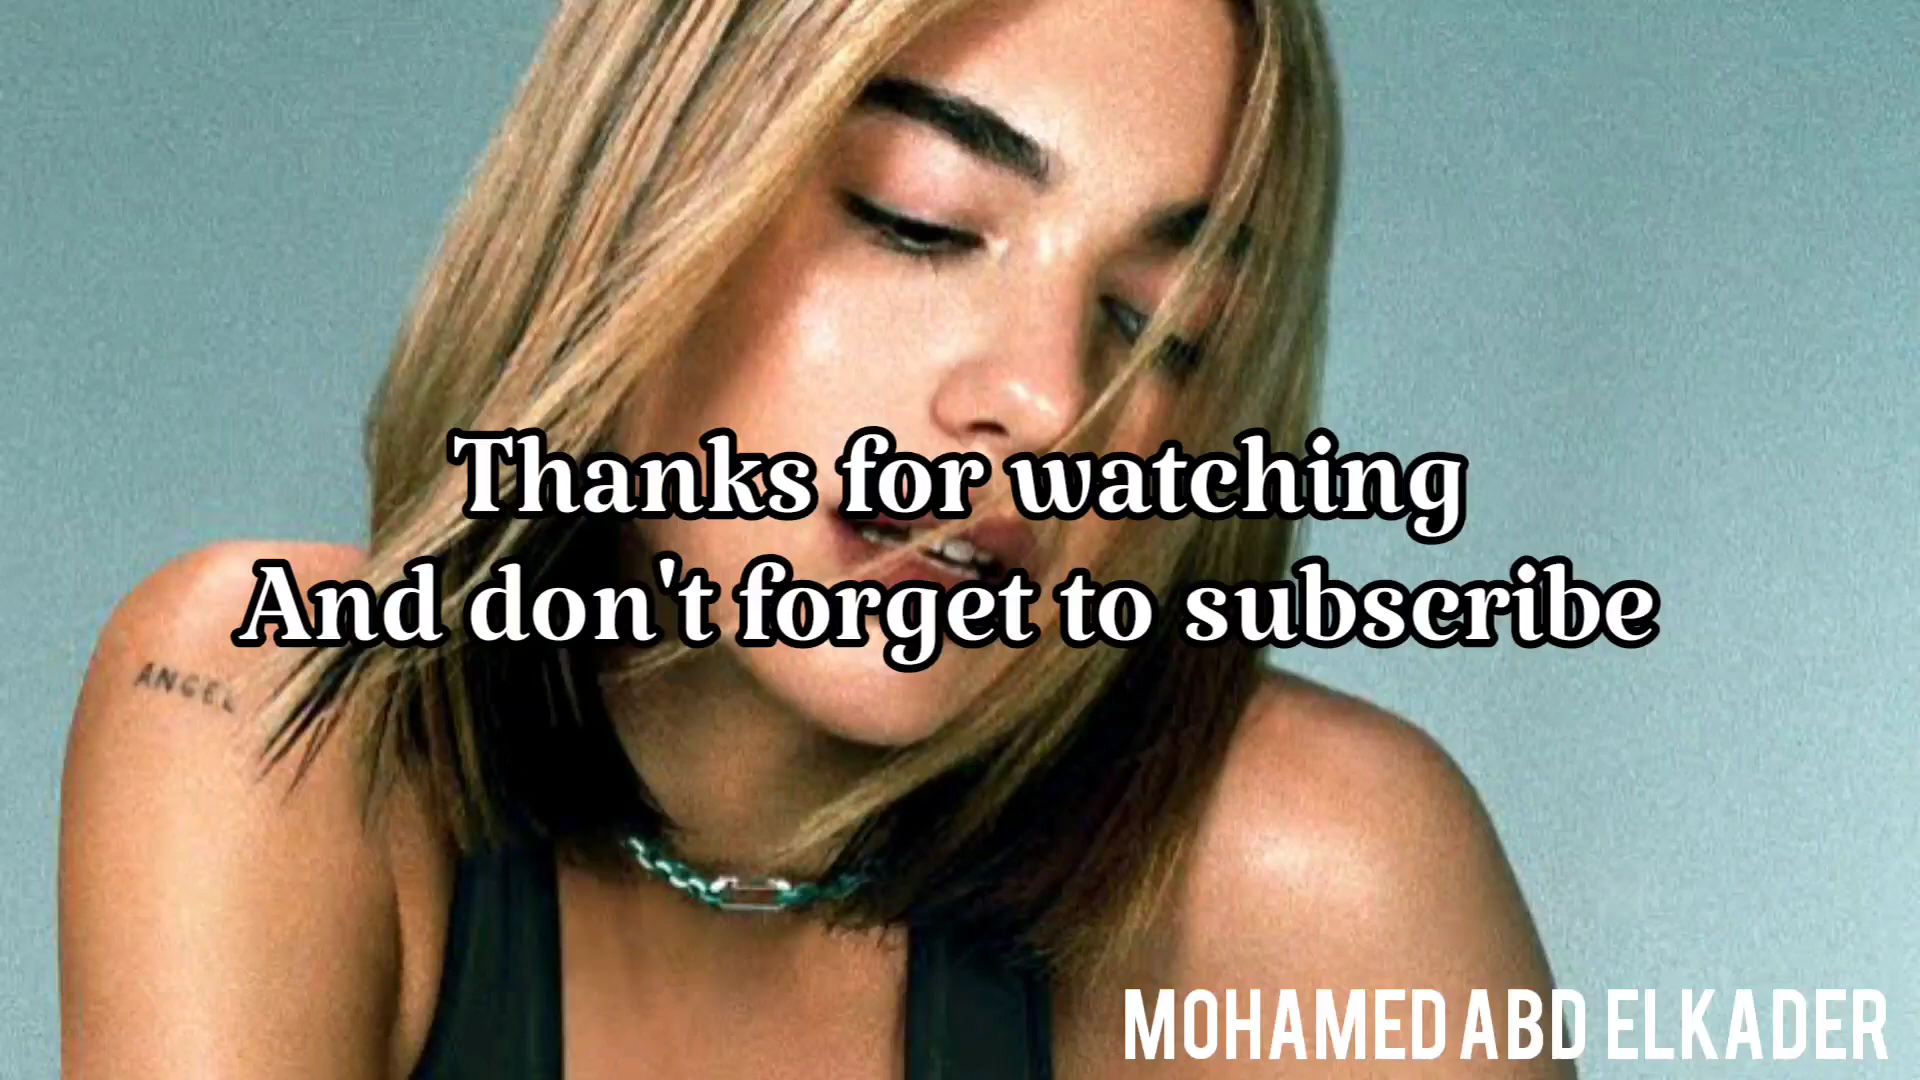 Thanks for watching
And don't forget to subscribe
ANGEL
MOHAMED ABD ELKADER